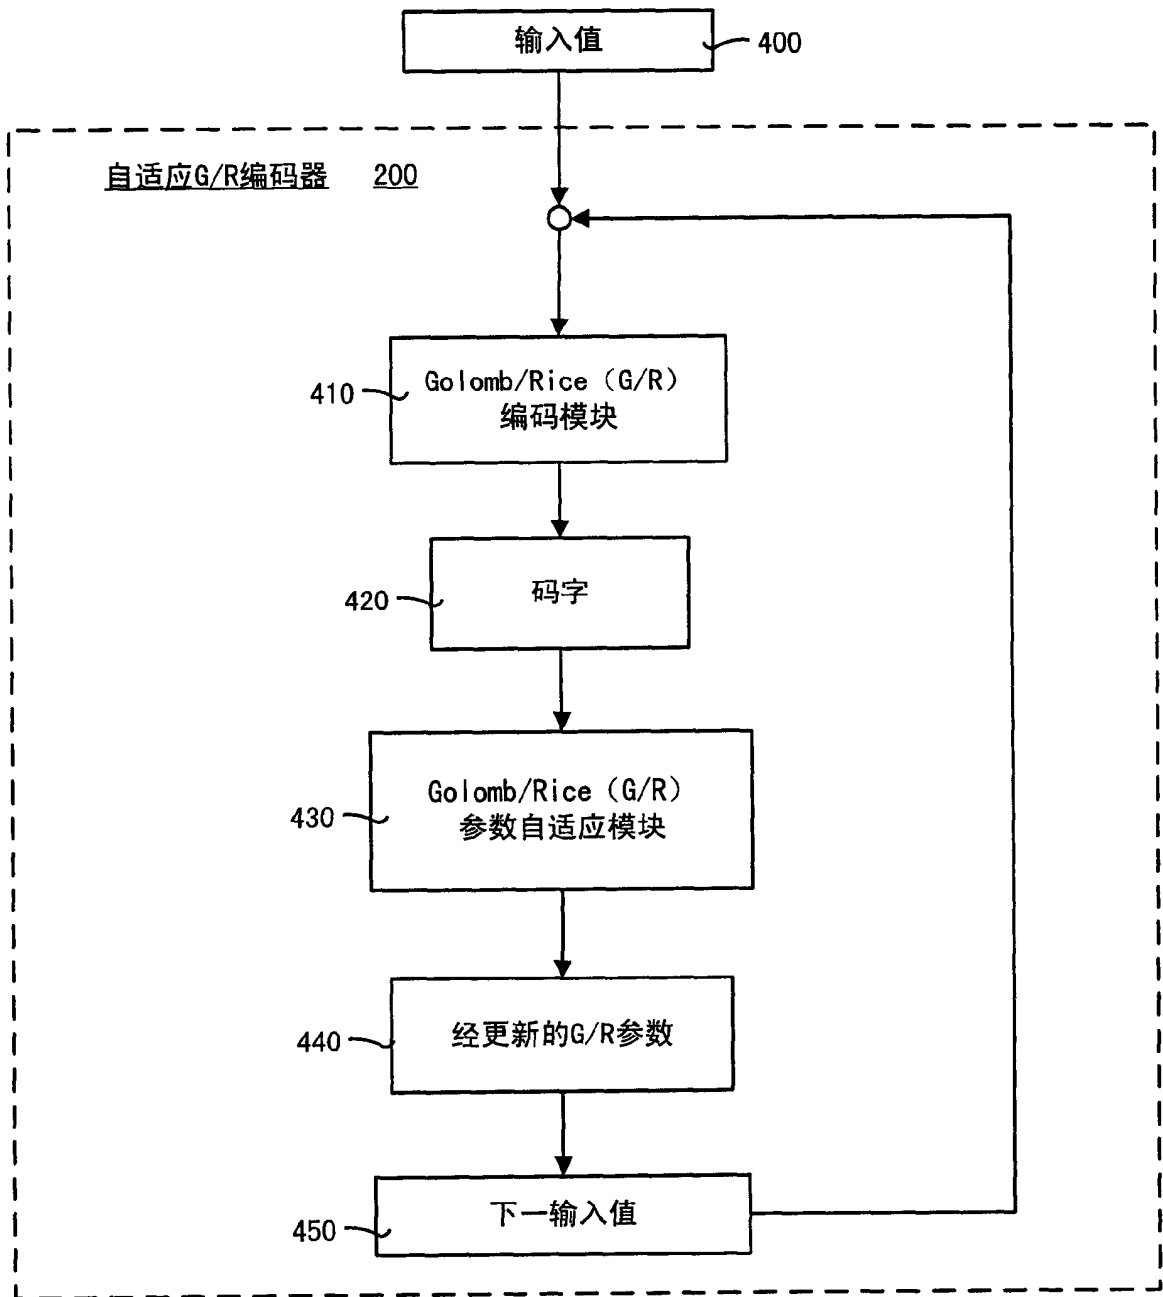 输入值
400
自适应G/R编码器 200
Golomb/Rice（G/R）
编码模块
410
码字
420
Golomb/Rice（G/R）
参数自适应模块
430
经更新的G/R参数
440
下一输入值
450